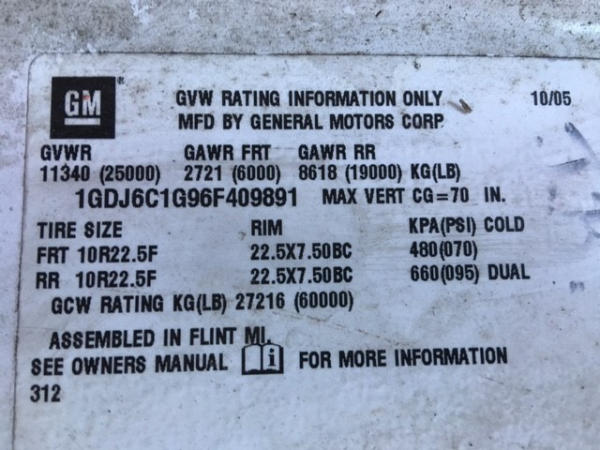 GM
GVW RATING INFORMATION ONLY 10/05
MFD BY GENERAL MOTORS CORP
GVWR GAWR FRT GAWR RR
11340 (25000) 2721 (6000) 8618 (19000) KG(LB)
1GDJ6C1G96F409891 MAX VERT CG=70 IN.
TIRE SIZE RIM KPA(PSI) COLD
FRT 10R22.5F 22.5X7.50BC 480(070)
RR 10R22.5F 22.5X7.50BC 660(095) DUAL
GCW RATING KG(LB) 27216 (60000)
ASSEMBLED IN FLINT MI.
SEE OWNERS MANUAL i FOR MORE INFORMATION
312